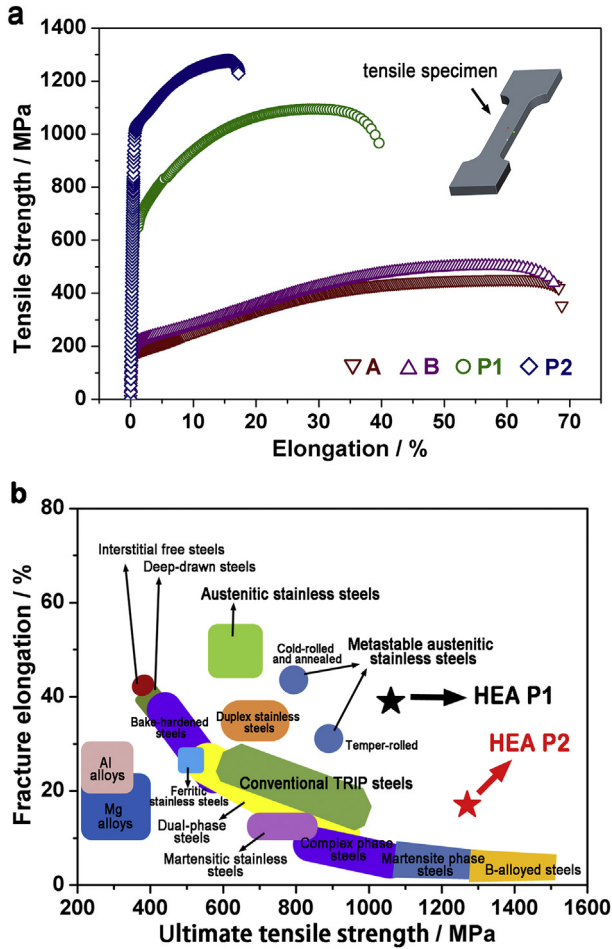 a
1400
1200
1000
800
600
400
200
0
Tensile Strength / MPa
tensile specimen
A B P1 P2
0 10 20 30 40 50 60 70
Elongation / %
b
80
60
40
20
0
Fracture elongation / %
Interstitial free steels
Deep-drawn steels
Austenitic stainless steels
Cold-rolled
and annealed
Metastable austenitic
stainless steels
HEA P1
Bake-hardened
steels
Duplex stainless
steels
Temper-rolled
HEA P2
Al
alloys
Mg
alloys
Ferritic
stainless steels
Conventional TRIP steels
Dual-phase
steels
Martensitic stainless
steels
Complex phase
steels
Martensite phase
steels
B-alloyed steels
200 400 600 800 1000 1200 1400 1600
Ultimate tensile strength / MPa